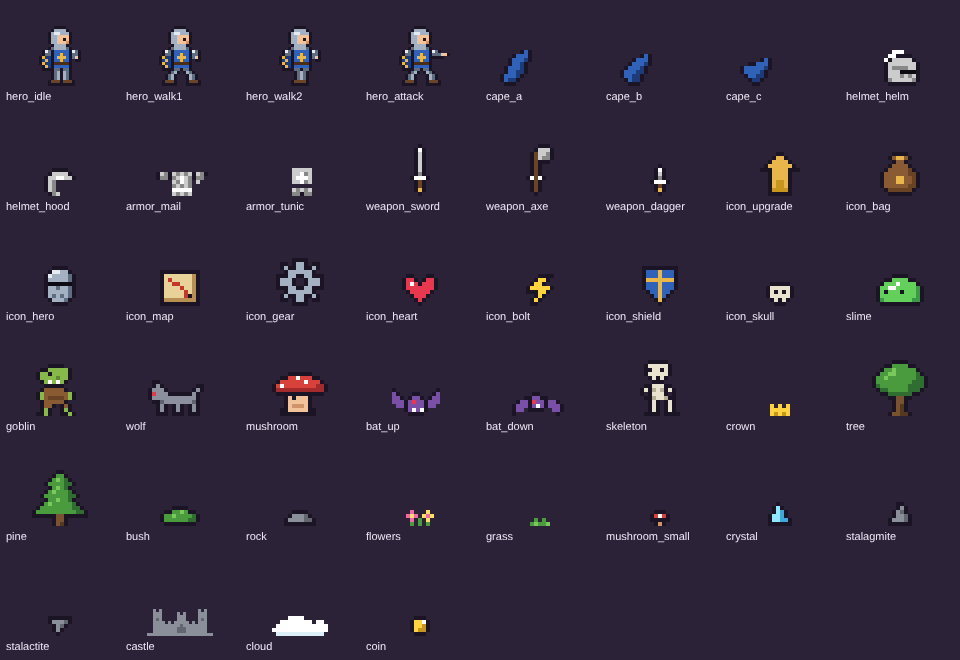 hero_idle hero_walk1 hero_walk2 hero_attack cape_a cape_b cape_c helmet_helm
helmet_hood armor_mail armor_tunic weapon_sword weapon_axe weapon_dagger icon_upgrade icon_bag
icon_hero icon_map icon_gear icon_heart icon_bolt icon_shield icon_skull slime
goblin wolf mushroom bat_up bat_down skeleton crown tree
pine bush rock flowers grass mushroom_small crystal stalagmite
stalactite castle cloud coin